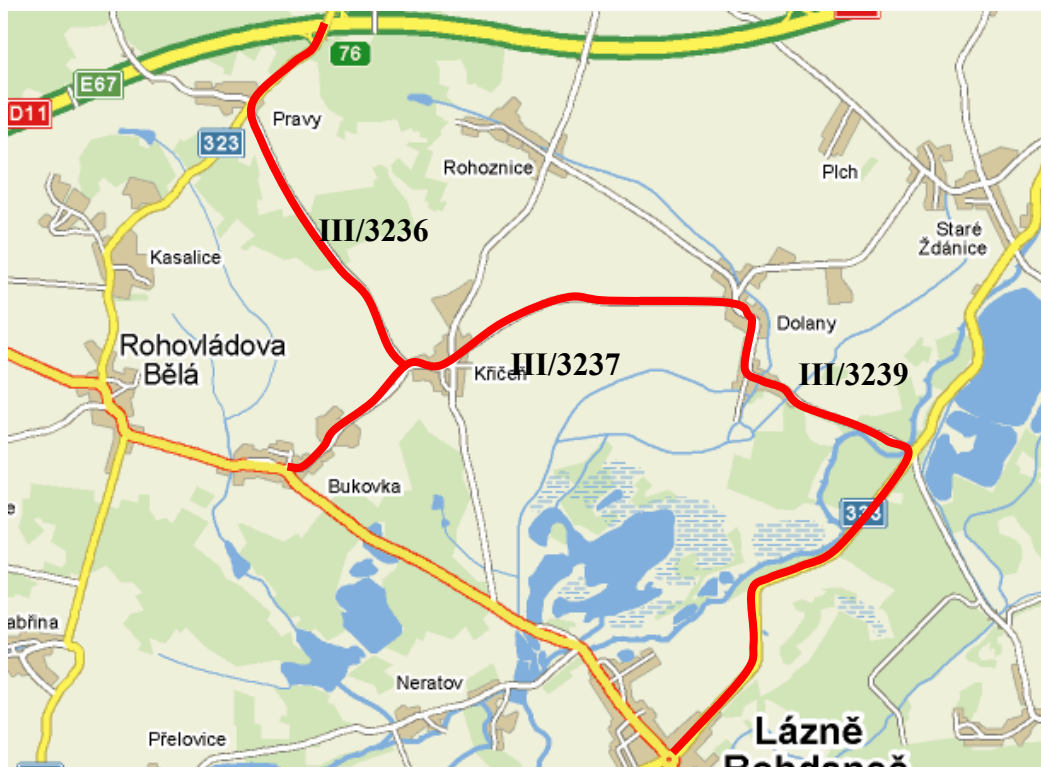 76
E67
D11
Pravy
323
Rohoznice
Plch
III/3236
Staré
Ždánice
Kasalice
Dolany
Rohovládova
Bělá
Křičeň
III/3237
III/3239
Bukovka
333
Neratov
Přelovice
Lázně